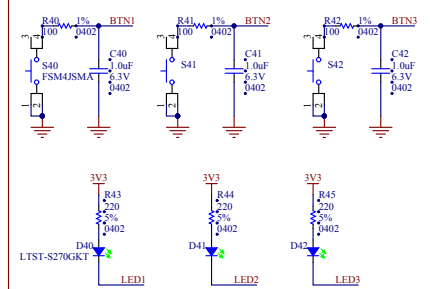 R40 1% BTN1
100 0402
3 4
S40
FSM4JSMA
C40
1.0uF
6.3V
0402
1 2
R41 1% BTN2
100 0402
3 4
S41
C41
1.0uF
6.3V
0402
1 2
R42 1% BTN3
100 0402
3 4
S42
C42
1.0uF
6.3V
0402
1 2
3V3
R43
220
5%
0402
D40
LTST-S270GKT
LED1
3V3
R44
220
5%
0402
D41
LED2
3V3
R45
220
5%
0402
D42
LED3